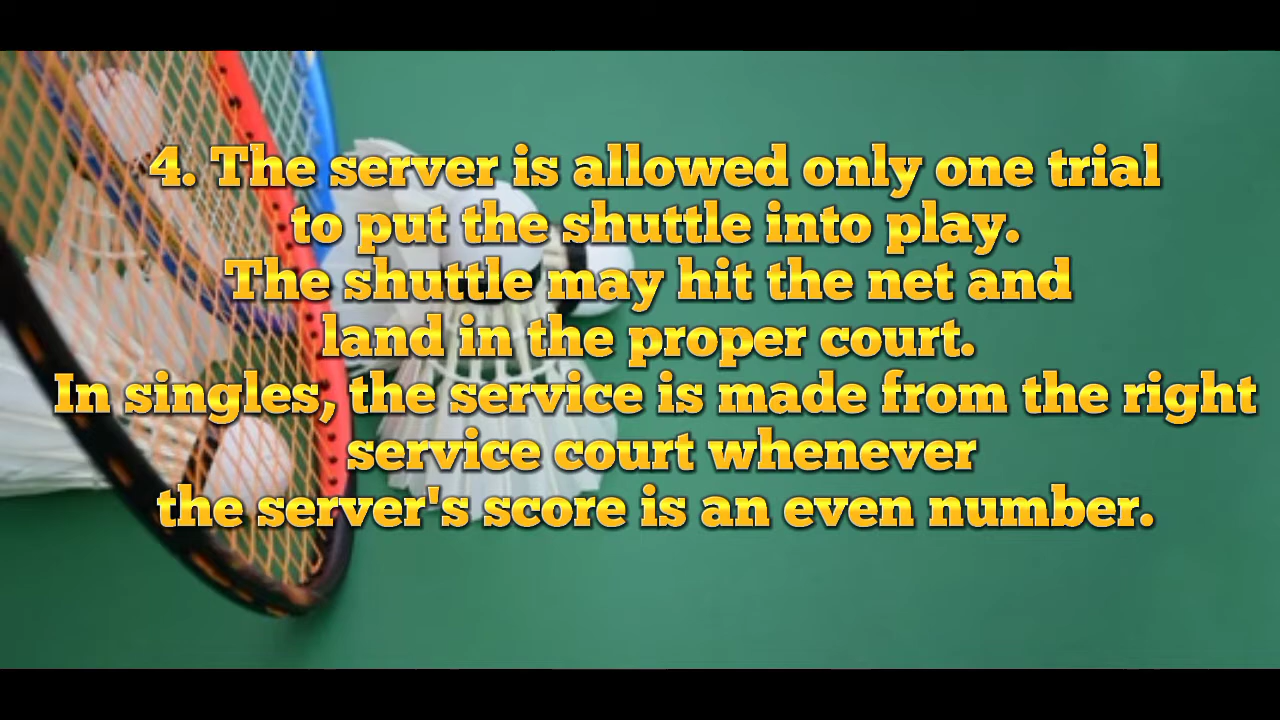 4. The server is allowed only one trial
to put the shuttle into play.
The shuttle may hit the net and
land in the proper court.
In singles, the service is made from the right
service court whenever
the server's score is an even number.